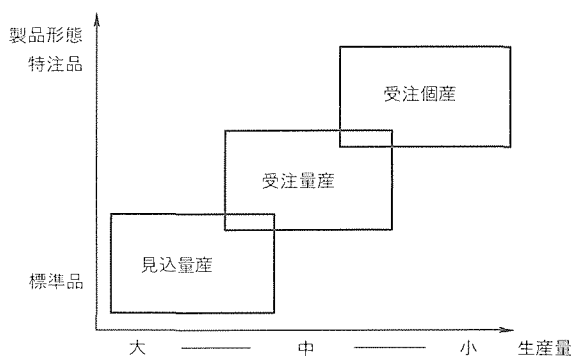 製品形態
特注品
受注個産
受注量産
見込量産
標準品
大 ─── 中 ─── 小 生産量